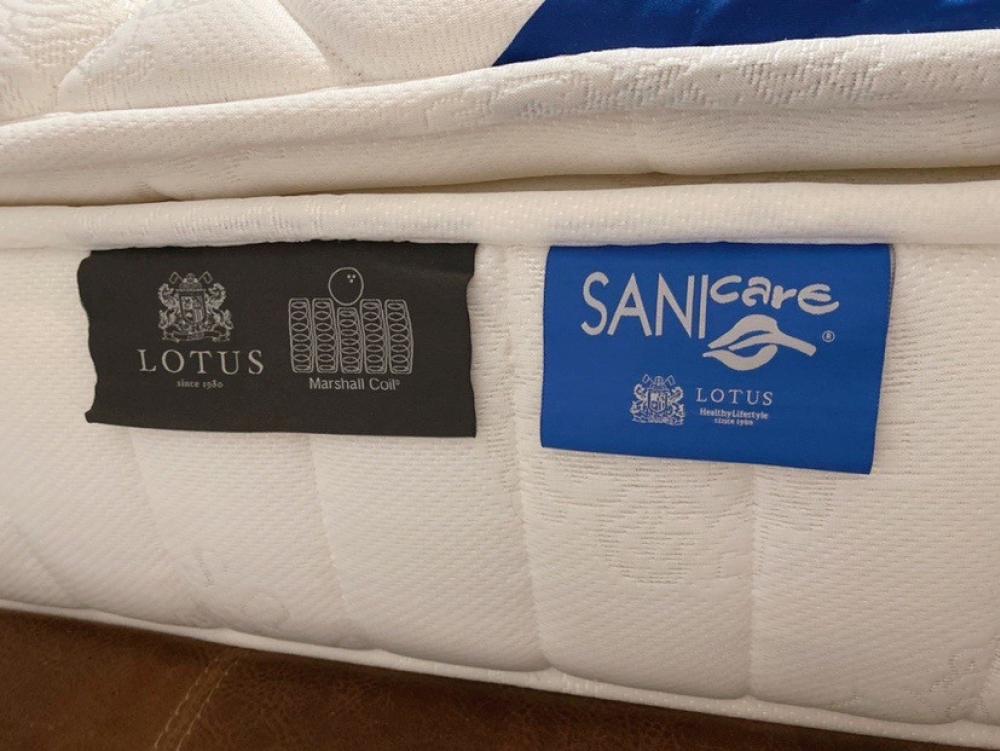 LOTUS
since 1980
Marshall Coil®
SANIcare®
LOTUS
HealthyLifestyle
since 1980